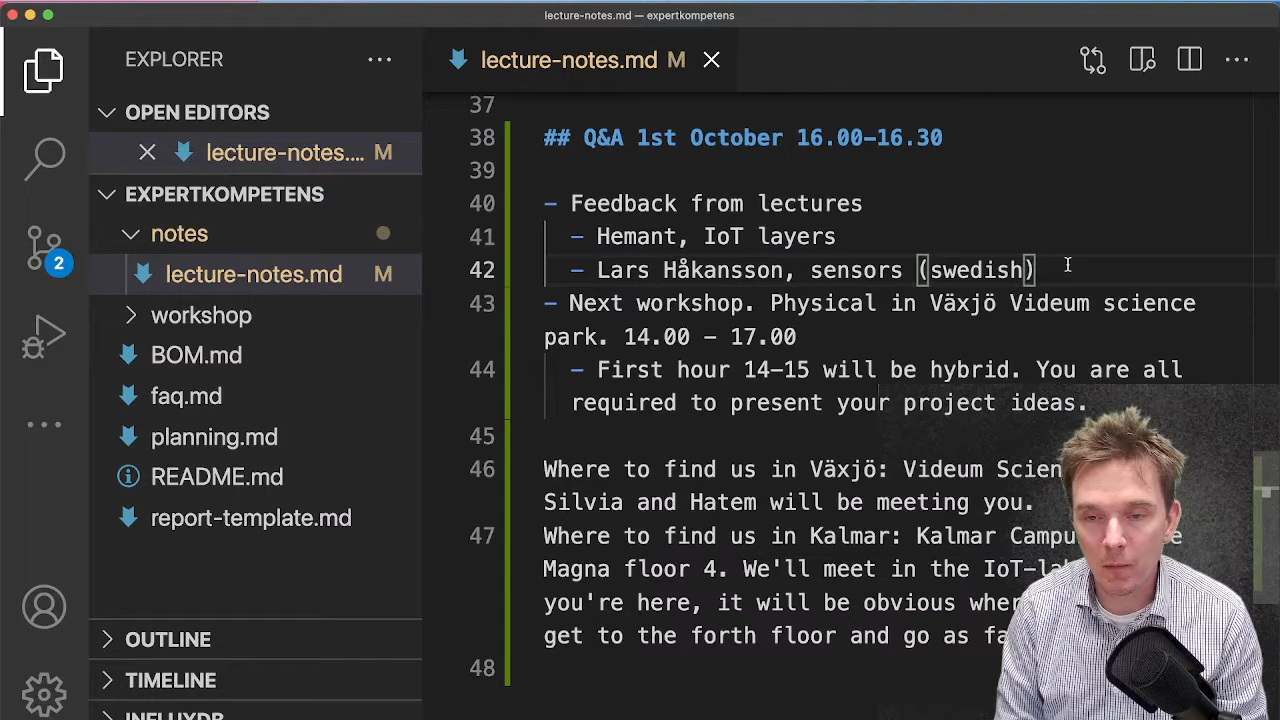 lecture-notes.md — expertkompetens
EXPLORER
lecture-notes.md M
OPEN EDITORS
lecture-notes.... M
EXPERTKOMPETENS
notes
lecture-notes.md M
workshop
BOM.md
faq.md
planning.md
README.md
report-template.md
OUTLINE
TIMELINE
INFLUXDB
2
37
38 ## Q&A 1st October 16.00-16.30
39
40 - Feedback from lectures
41 - Hemant, IoT layers
42 - Lars Håkansson, sensors (swedish)
43 - Next workshop. Physical in Växjö Videum science
park. 14.00 - 17.00
44 - First hour 14-15 will be hybrid. You are all
required to present your project ideas.
45
46 Where to find us in Växjö: Videum
Silvia and Hatem will be meeting you.
47 Where to find us in Kalmar: Kalmar
Magna floor 4. We'll meet in the
you're here, it will be obvious
get to the forth floor and go as
48